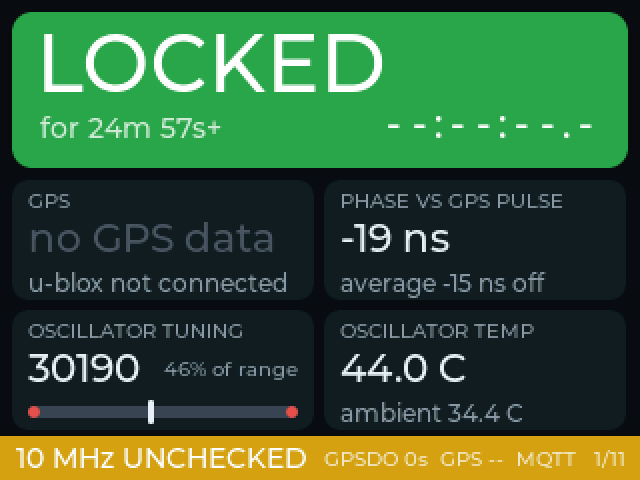 LOCKED
for 24m 57s+
--:--:--.-
GPS
no GPS data
u-blox not connected
PHASE VS GPS PULSE
-19 ns
average -15 ns off
OSCILLATOR TUNING
30190 46% of range
OSCILLATOR TEMP
44.0 C
ambient 34.4 C
10 MHz UNCHECKED GPSDO 0s GPS -- MQTT 1/11